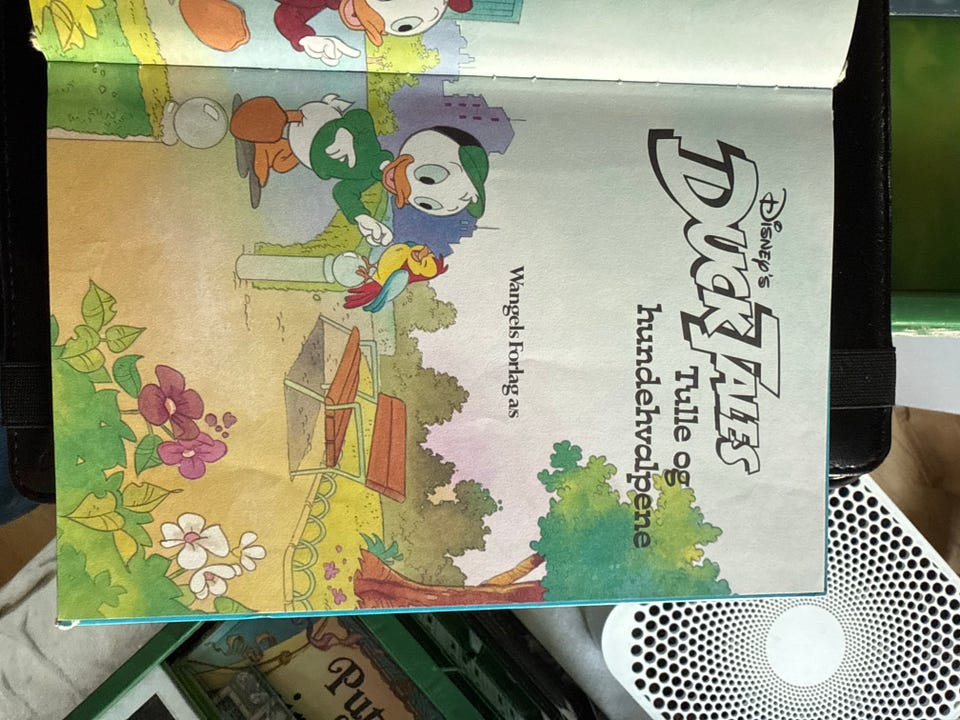 DISNEY'S
DUCKTALES
Tulle og
hundehvalpene
Wangels Forlag as